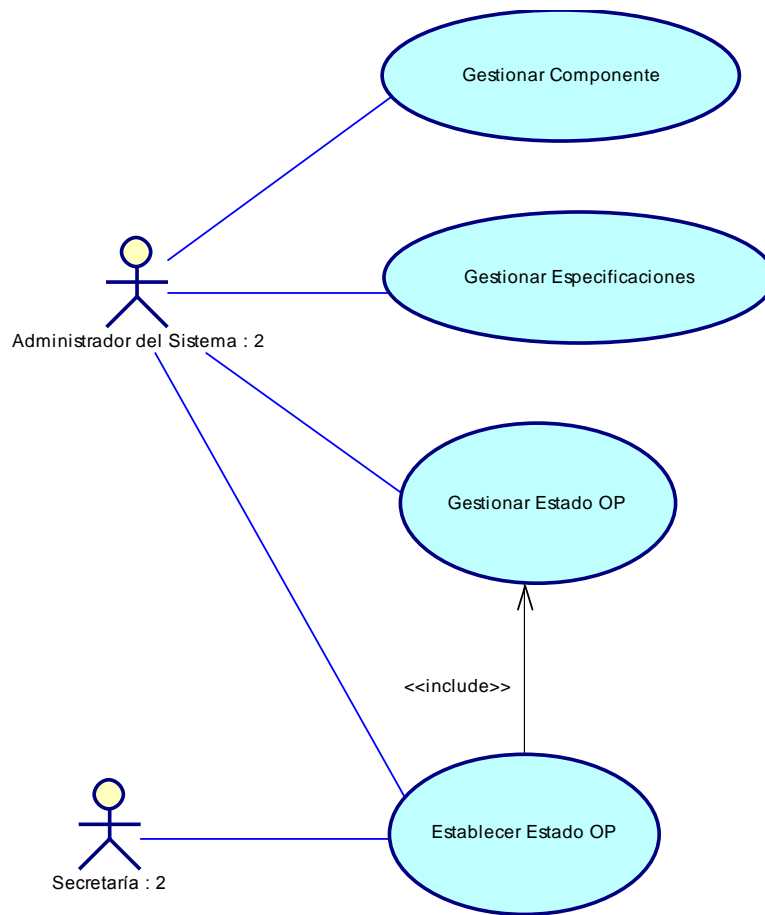 Gestionar Componente
Gestionar Especificaciones
Administrador del Sistema : 2
Gestionar Estado OP
<<include>>
Establecer Estado OP
Secretaría : 2